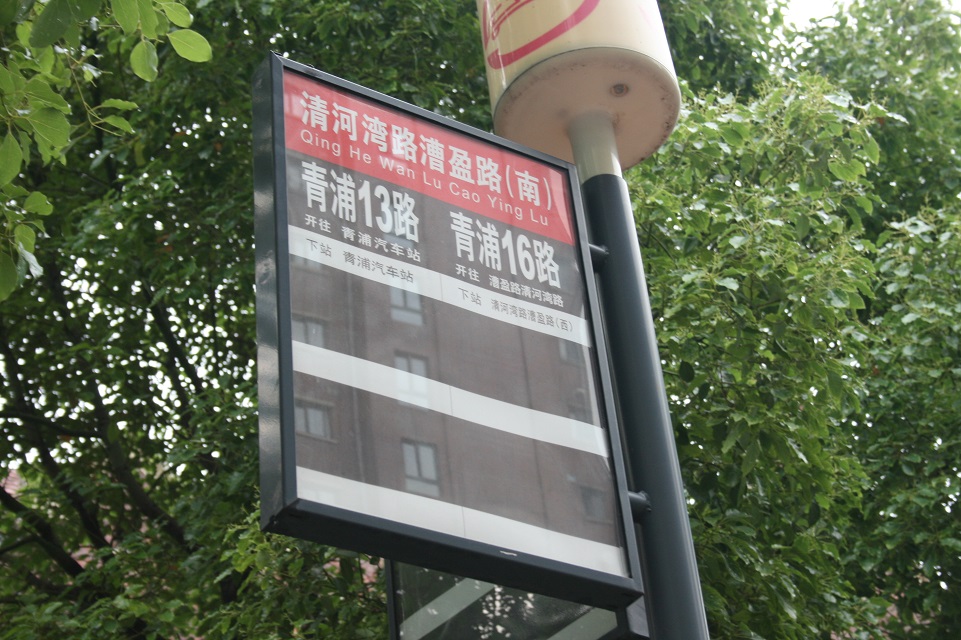 清河湾路漕盈路(南)
Qing He Wan Lu Cao Ying Lu
青浦13路
开往 青浦汽车站
下站 青浦汽车站
青浦16路
开往 漕盈路清河湾路
下站 清河湾路漕盈路(西)